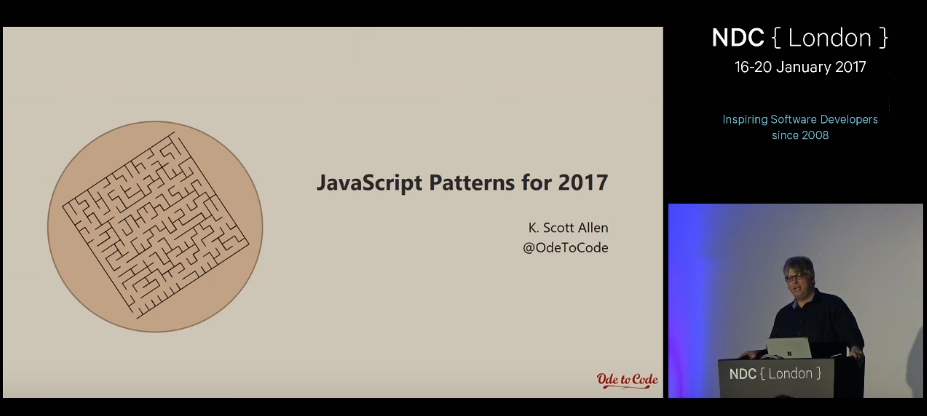 JavaScript Patterns for 2017
K. Scott Allen
@OdeToCode
Ode to Code
NDC { London }
16-20 January 2017
Inspiring Software Developers
since 2008
NDC { London }